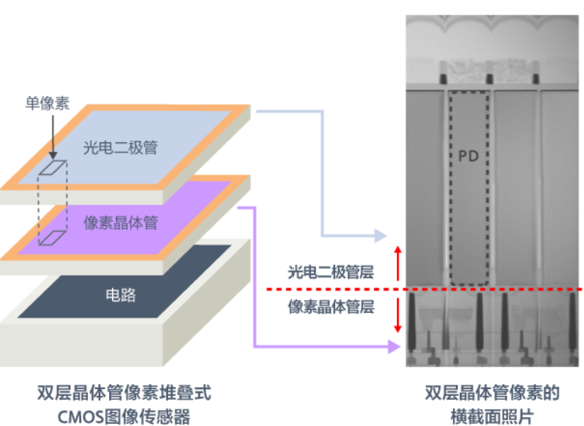 单像素
光电二极管
像素晶体管
电路
PD
光电二极管层
像素晶体管层
双层晶体管像素堆叠式
CMOS图像传感器
双层晶体管像素的
横截面照片